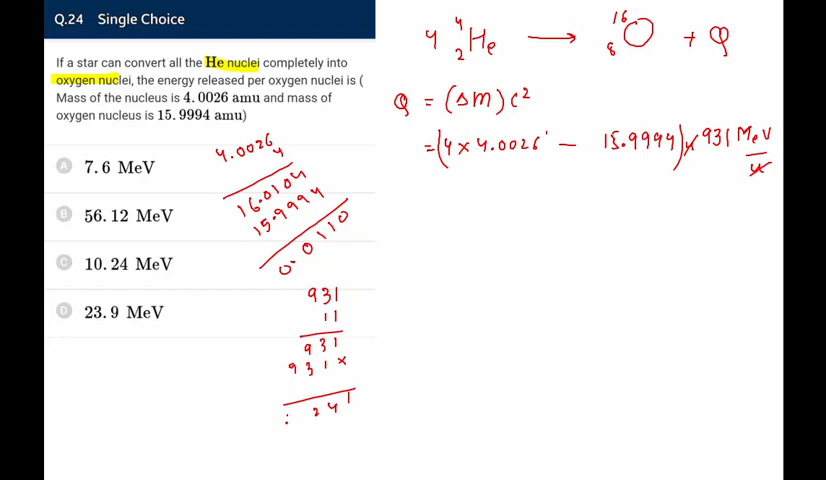 Q.24 Single Choice
If a star can convert all the He nuclei completely into
oxygen nuclei, the energy released per oxygen nuclei is (
Mass of the nucleus is 4.0026 amu and mass of
oxygen nucleus is 15.9994 amu)
A 7.6 MeV
B 56.12 MeV
C 10.24 MeV
D 23.9 MeV
4.0026
4
16.0104
15.9994
0.0110
931
11
931
931×
: 241
4 ⁴₂He ⟶ ¹⁶₈O + Q
Q = (Δm)c²
=(4 × 4.0026 − 15.9994)u × 931 MeV/u